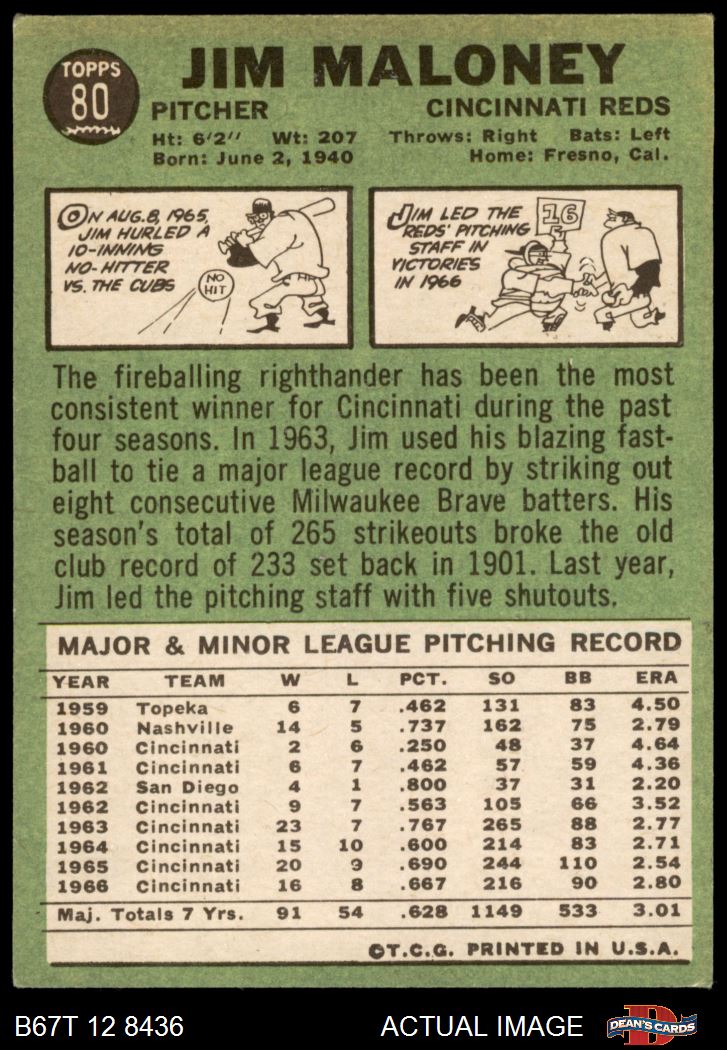 TOPPS
80
JIM MALONEY
PITCHER CINCINNATI REDS
Ht: 6'2" Wt: 207 Throws: Right Bats: Left
Born: June 2, 1940 Home: Fresno, Cal.
ON AUG. 8, 1965,
JIM HURLED A
10-INNING
NO-HITTER
VS. THE CUBS
NO
HIT
JIM LED THE
REDS' PITCHING
STAFF IN
VICTORIES
IN 1966
16
The fireballing righthander has been the most
consistent winner for Cincinnati during the past
four seasons. In 1963, Jim used his blazing fast-
ball to tie a major league record by striking out
eight consecutive Milwaukee Brave batters. His
season's total of 265 strikeouts broke the old
club record of 233 set back in 1901. Last year,
Jim led the pitching staff with five shutouts.
MAJOR & MINOR LEAGUE PITCHING RECORD
YEAR TEAM W L PCT. SO BB ERA
1959 Topeka 6 7 .462 131 83 4.50
1960 Nashville 14 5 .737 162 75 2.79
1960 Cincinnati 2 6 .250 48 37 4.64
1961 Cincinnati 6 7 .462 57 59 4.36
1962 San Diego 4 1 .800 37 31 2.20
1962 Cincinnati 9 7 .563 105 66 3.52
1963 Cincinnati 23 7 .767 265 88 2.77
1964 Cincinnati 15 10 .600 214 83 2.71
1965 Cincinnati 20 9 .690 244 110 2.54
1966 Cincinnati 16 8 .667 216 90 2.80
Maj. Totals 7 Yrs. 91 54 .628 1149 533 3.01
©T.C.G. PRINTED IN U.S.A.
B67T 12 8436 ACTUAL IMAGE
D
DEAN'S CARDS